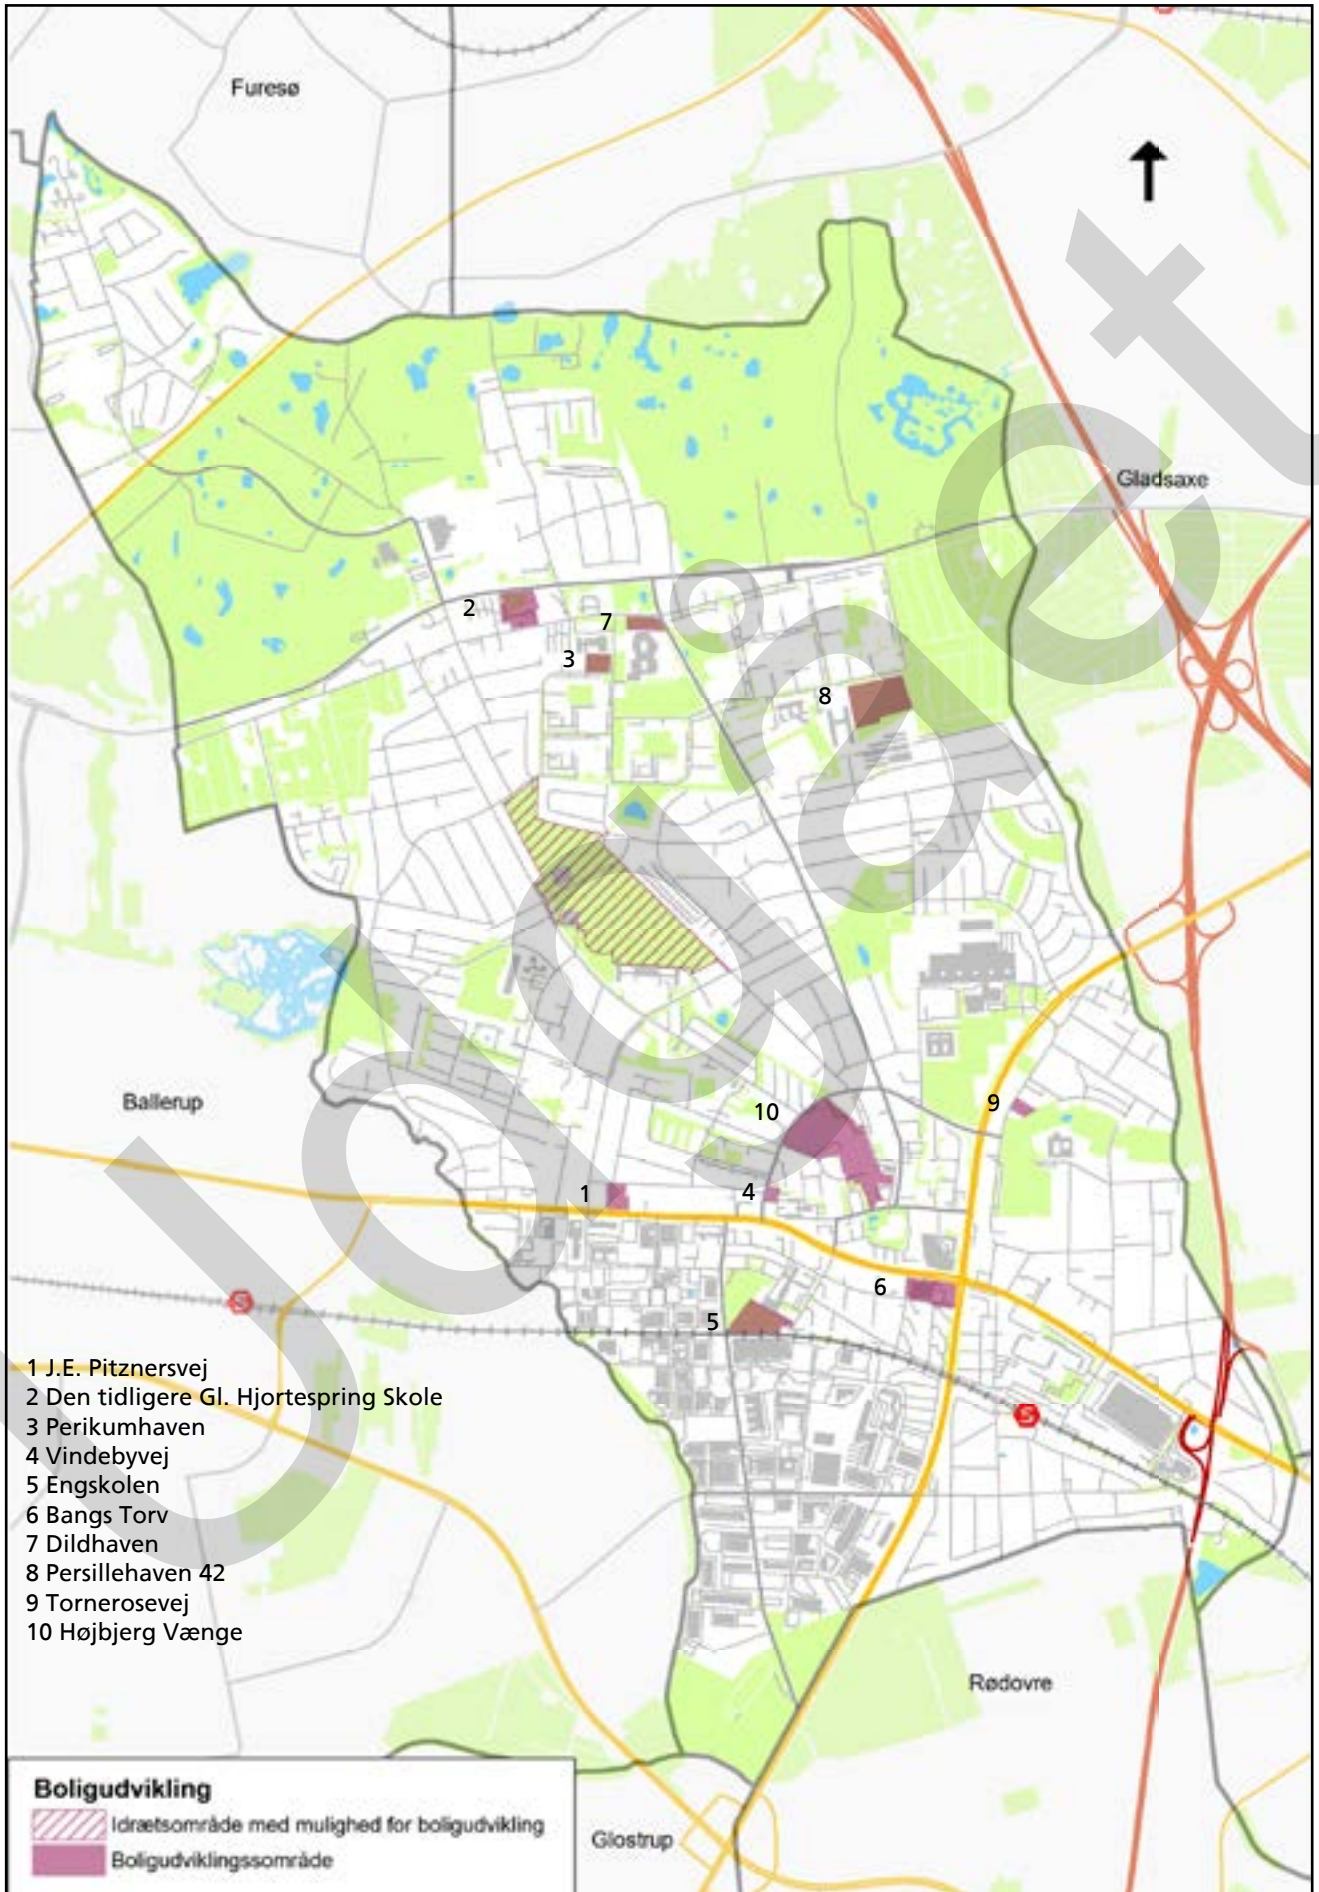 Furesø
Gladsaxe
2
7
3
8
Ballerup
10
9
1
4
6
5
S
S
1 J.E. Pitznersvej
2 Den tidligere Gl. Hjortespring Skole
3 Perikumhaven
4 Vindebyvej
5 Engskolen
6 Bangs Torv
7 Dildhaven
8 Persillehaven 42
9 Tornerosevej
10 Højbjerg Vænge
Rødovre
Glostrup
Boligudvikling
Idrætsområde med mulighed for boligudvikling
Boligudviklingssområde
Udgået